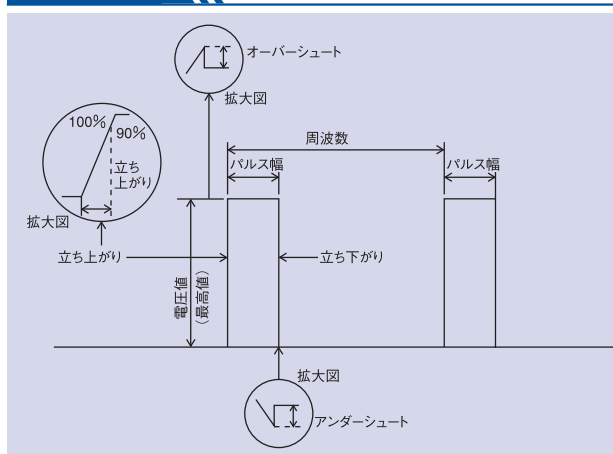 オーバーシュート
拡大図
100%
90%
立ち
上がり
拡大図
周波数
パルス幅
パルス幅
立ち上がり
立ち下がり
電圧値
(最高値)
拡大図
アンダーシュート